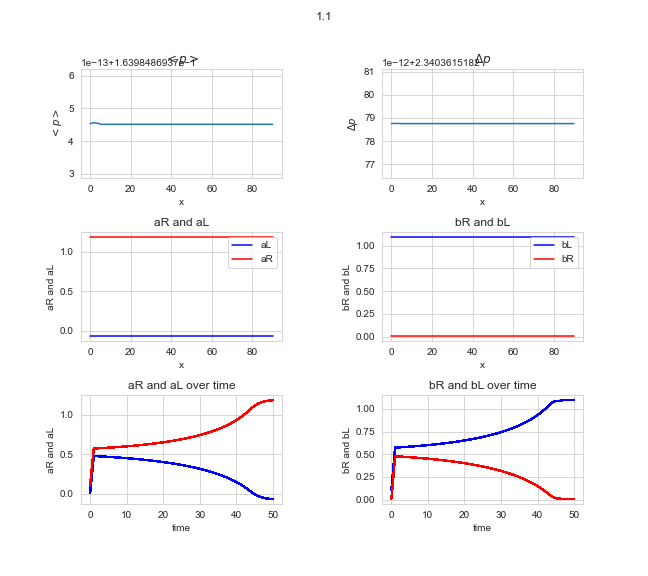 1.1
< p >
1e−13+1.6398486937e−1
6
5
4
3
< p >
0 20 40 60 80
x
Δp
81
80
79
78
77
Δp
0 20 40 60 80
x
aR and aL
1.0
0.5
0.0
aR and aL
aL
aR
0 20 40 60 80
x
bR and bL
1.00
0.75
0.50
0.25
0.00
bR and bL
bL
bR
0 20 40 60 80
x
aR and aL over time
1.0
0.5
0.0
aR and aL
0 10 20 30 40 50
time
bR and bL over time
1.00
0.75
0.50
0.25
0.00
bR and bL
0 10 20 30 40 50
time